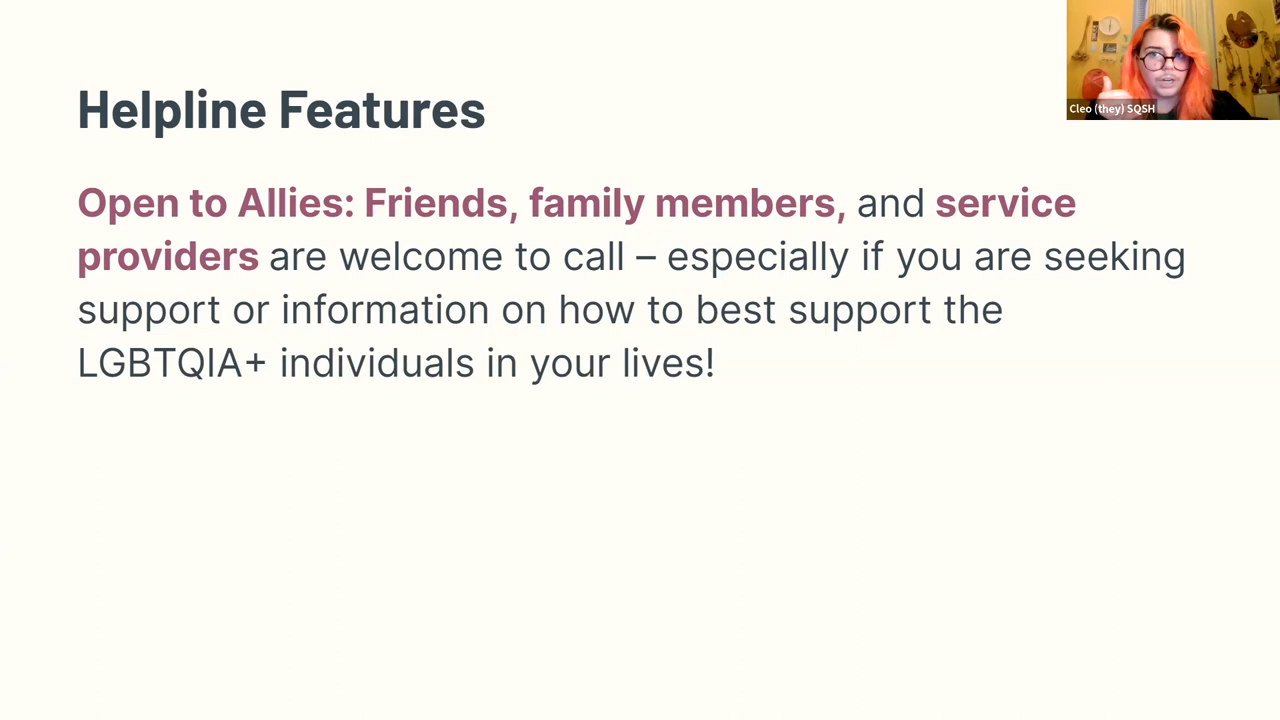 Helpline Features
Open to Allies: Friends, family members, and service
providers are welcome to call – especially if you are seeking
support or information on how to best support the
LGBTQIA+ individuals in your lives!
Cleo (they) SQSH